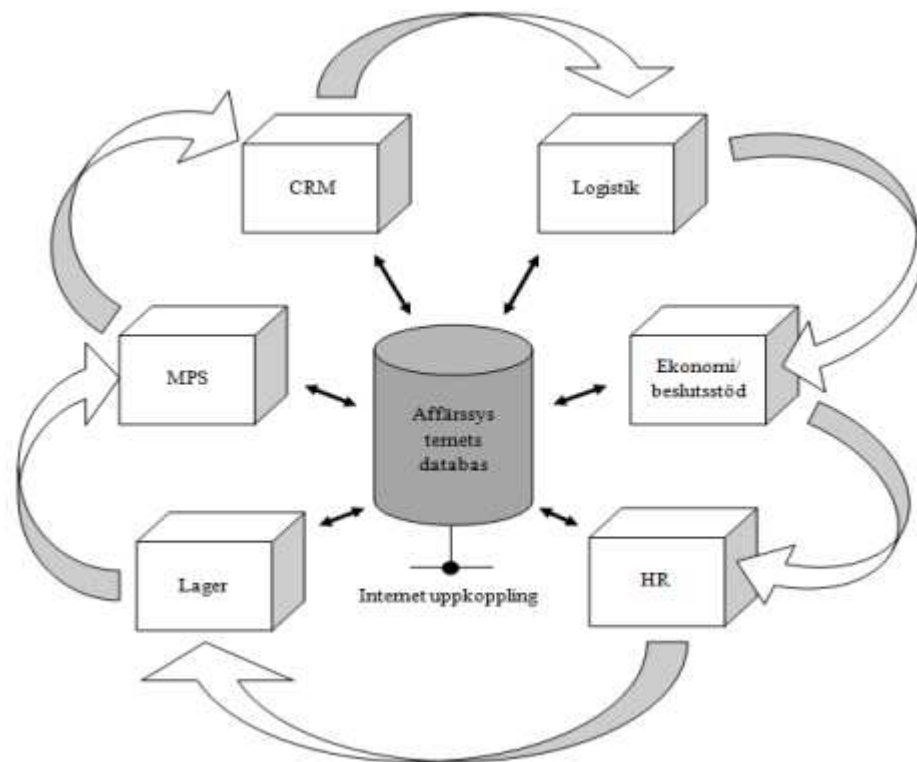 CRM
Logistik
MPS
Ekonomi/
beslutsstöd
Affärssys
temets
databas
Lager
HR
Internet uppkoppling